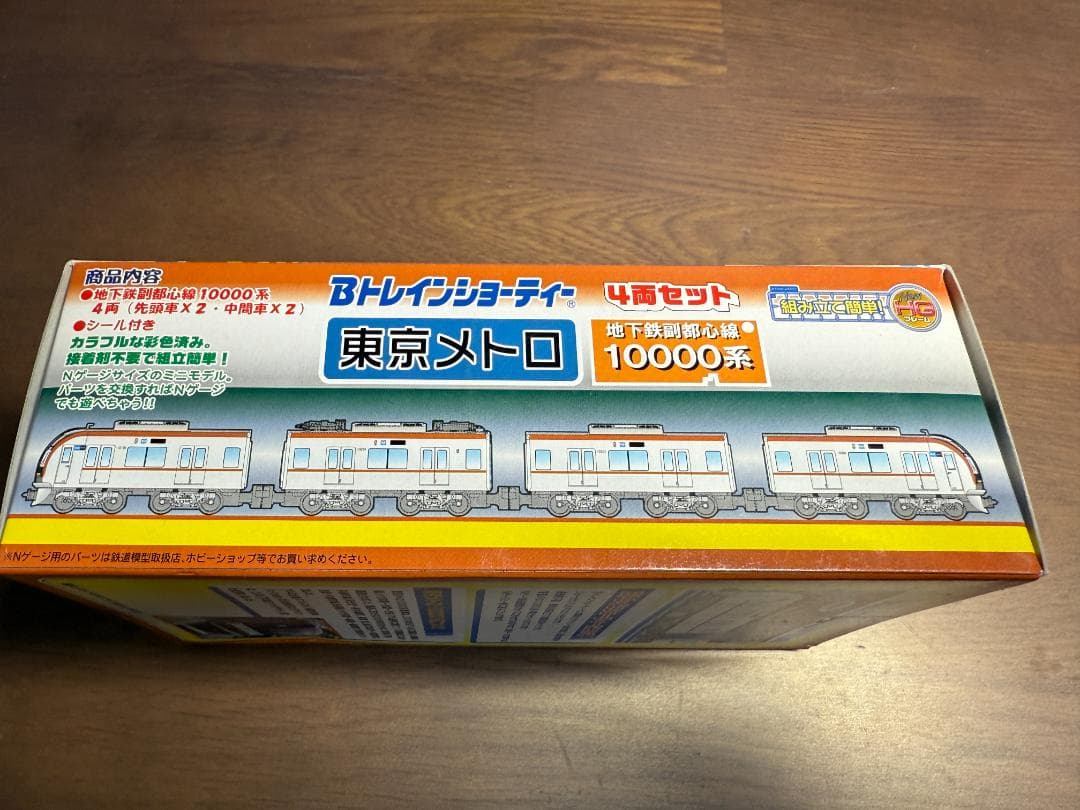 商品内容
●地下鉄副都心線10000系
4両(先頭車×2・中間車×2)
●シール付き
カラフルな彩色済み。
接着剤不要で組立簡単!
Nゲージサイズのミニモデル。
パーツを交換すればNゲージ
でも遊べちゃう!!
Bトレインショーティー®
4両セット
組み立て簡単!
HG
フレーム
東京メトロ
地下鉄副都心線
10000系
※Nゲージ用のパーツは鉄道模型取扱店、ホビーショップ等でお買い求めください。